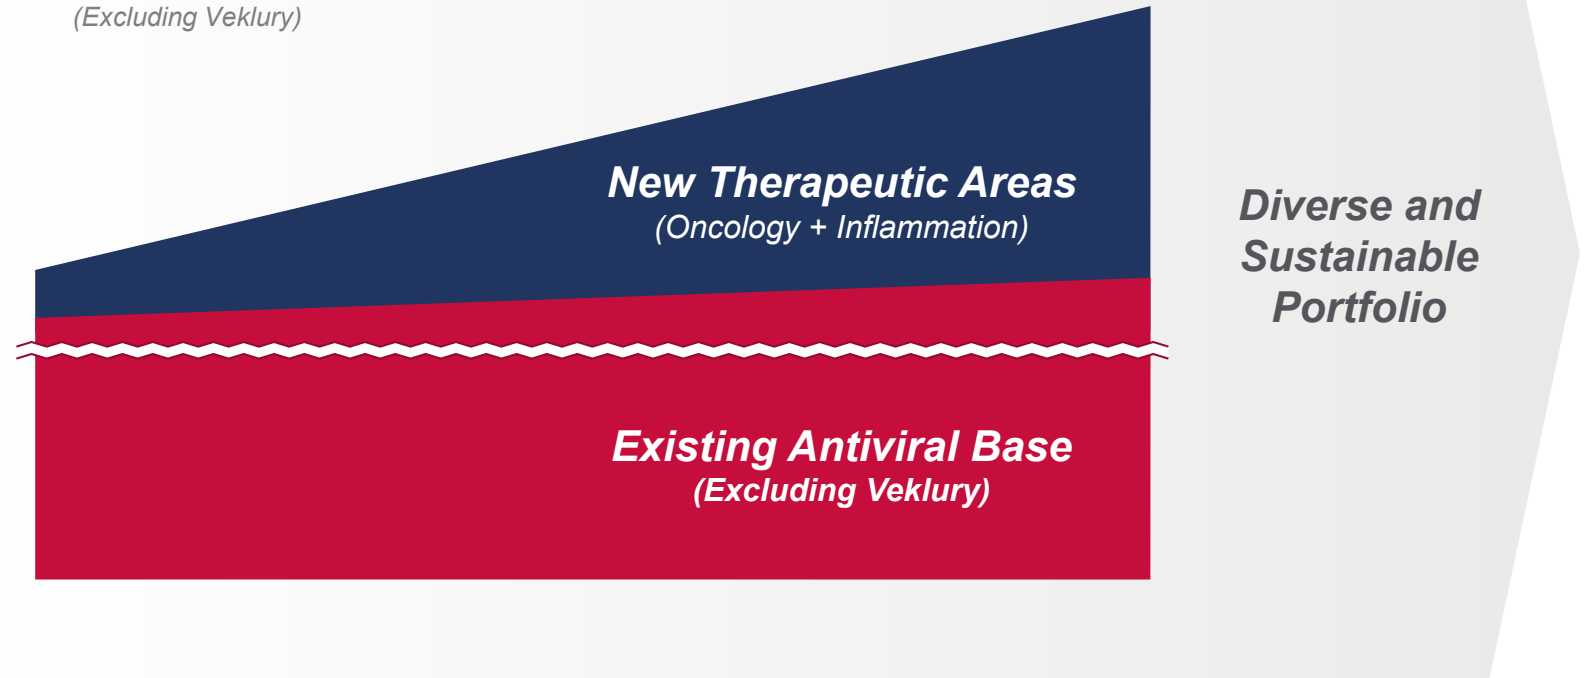 (Excluding Veklury)
New Therapeutic Areas
(Oncology + Inflammation)
Diverse and
Sustainable
Portfolio
Existing Antiviral Base
(Excluding Veklury)